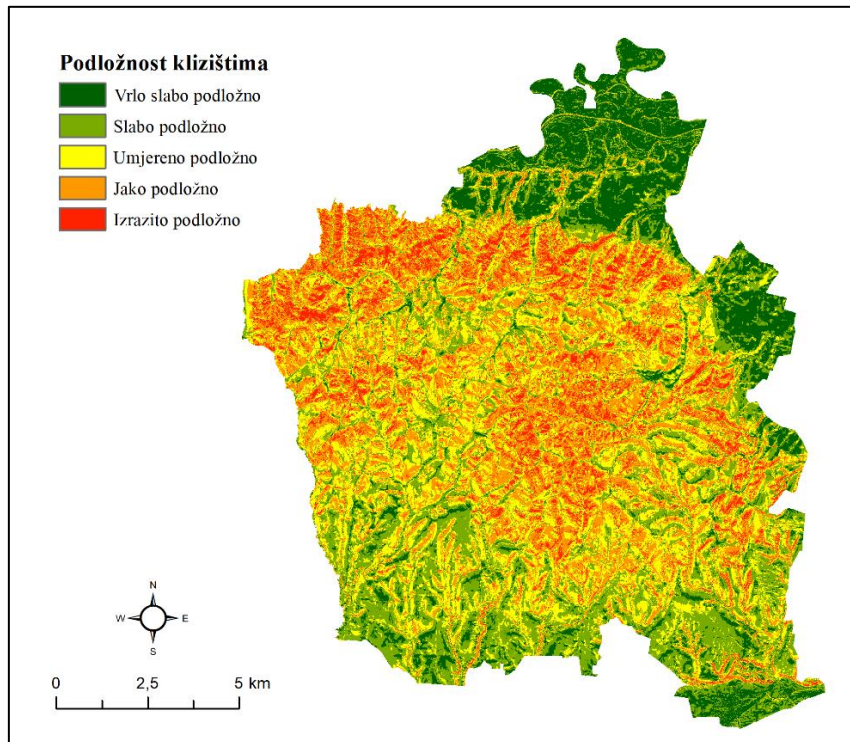 Podložnost klizištima
Vrlo slabo podložno
Slabo podložno
Umjereno podložno
Jako podložno
Izrazito podložno
N
W E
S
0 2,5 5 km